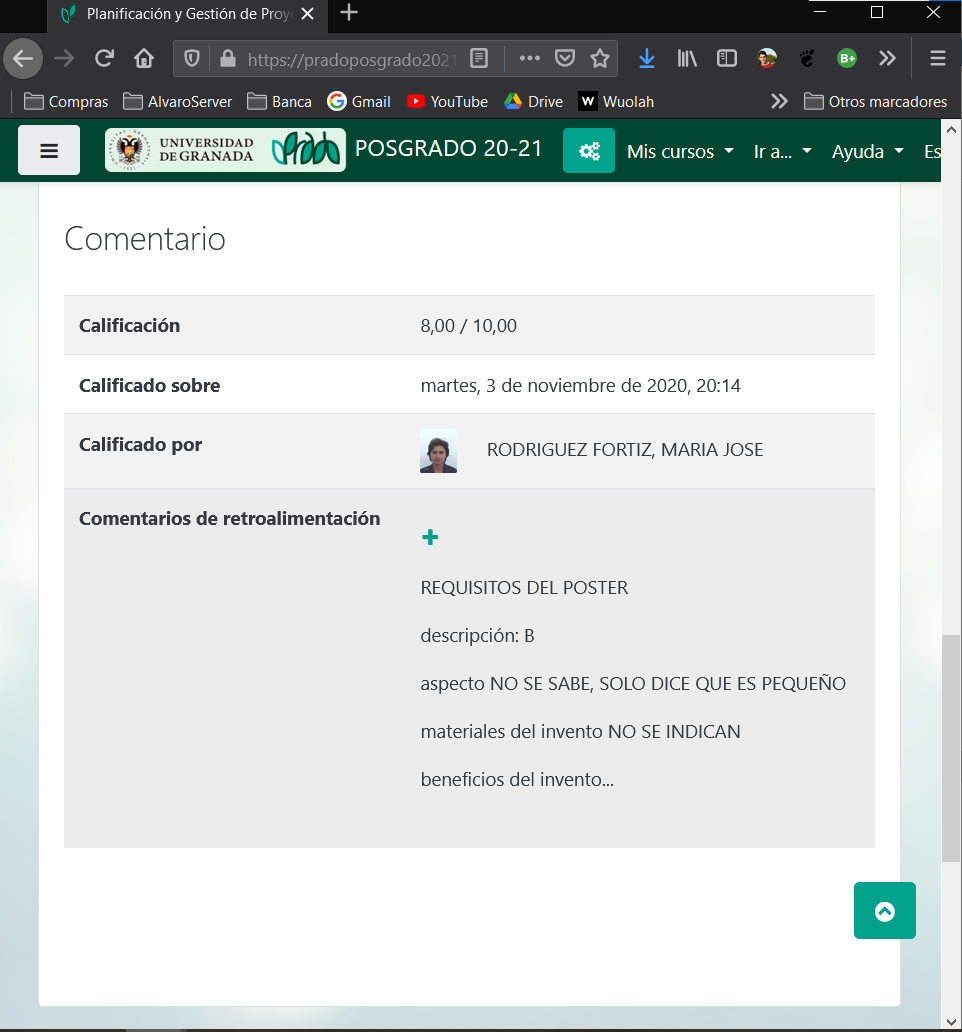 Planificación y Gestión de Proy
https://pradoposgrado2021
Compras AlvaroServer Banca Gmail YouTube Drive W Wuolah Otros marcadores
UNIVERSIDAD DE GRANADA prado POSGRADO 20-21 Mis cursos Ir a... Ayuda Es
Comentario
Calificación 8,00 / 10,00
Calificado sobre martes, 3 de noviembre de 2020, 20:14
Calificado por RODRIGUEZ FORTIZ, MARIA JOSE
Comentarios de retroalimentación
REQUISITOS DEL POSTER
descripción: B
aspecto NO SE SABE, SOLO DICE QUE ES PEQUEÑO
materiales del invento NO SE INDICAN
beneficios del invento...